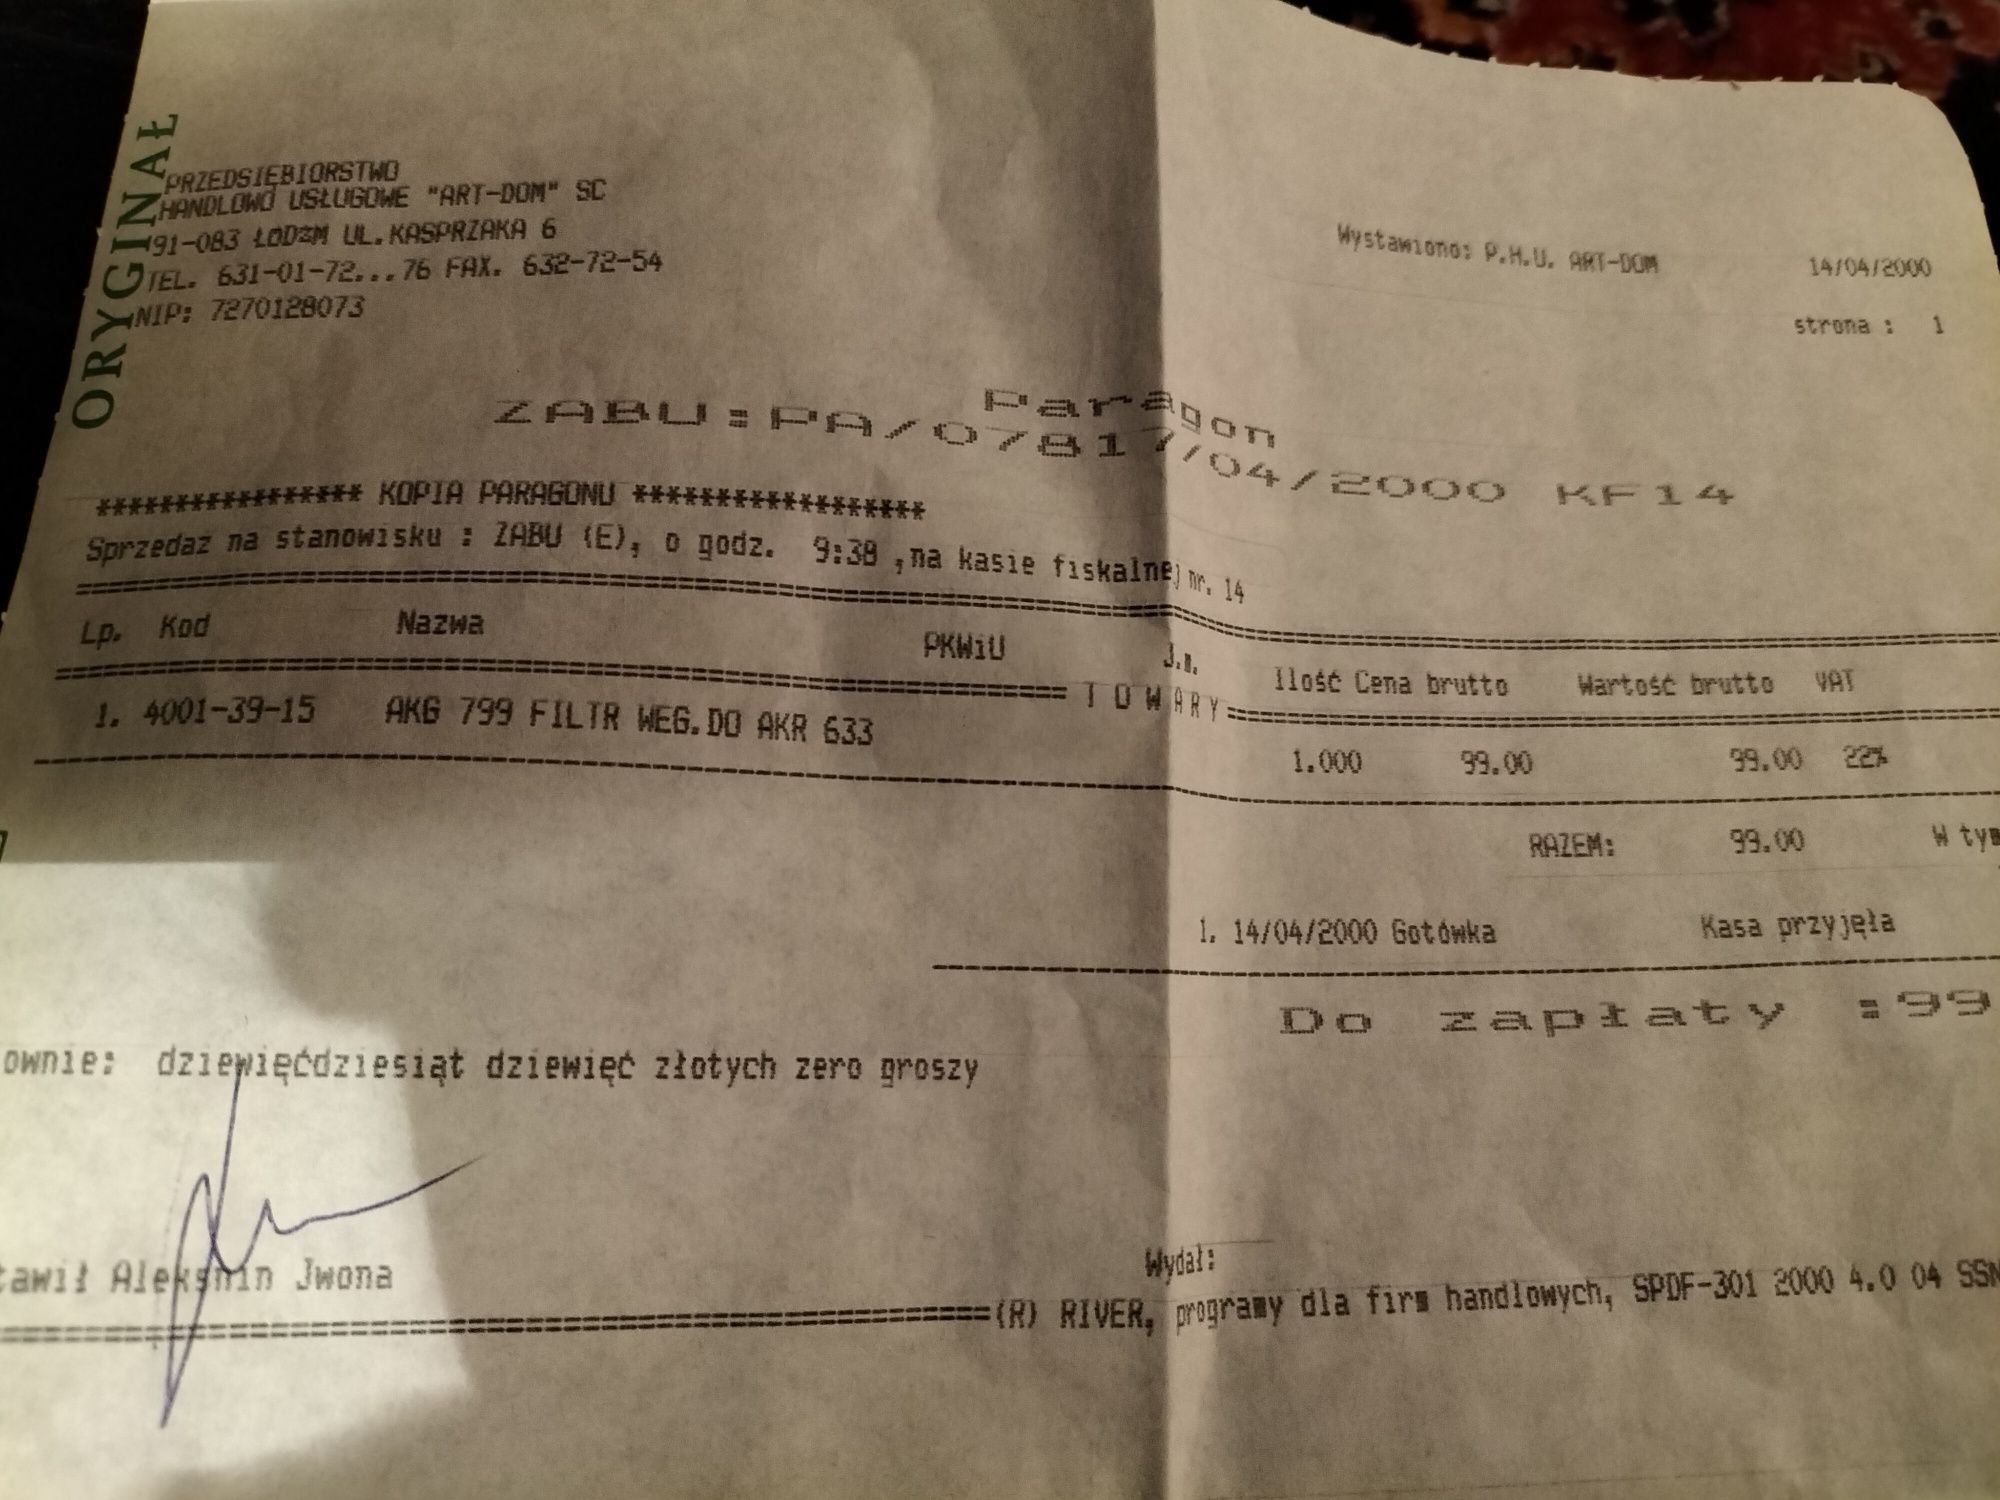 ORYGINAŁ
PRZEDSIĘBIORSTWO
HANDLOWO USŁUGOWE "ART-DOM" SC
91-083 ŁODZM UL.KASPRZAKA 6
TEL. 631-01-72...76 FAX. 632-72-54
NIP: 7270128073
Wystawiono: P.H.U. ART-DOM 14/04/2000
strona : 1
Paragon
ZABU:PA/07817/04/2000 KF14
***************** KOPIA PARAGONU *******************
Sprzedaz na stanowisku : ZABU (E), o godz. 9:38 ,na kasie fiskalnej nr. 14
Lp. Kod Nazwa PKWiU J.m. Ilość Cena brutto Wartość brutto VAT
T O W A R Y
1. 4001-39-15 AKG 799 FILTR WEG.DO AKR 633 1.000 99.00 99.00 22%
RAZEM: 99.00 W tym
1. 14/04/2000 Gotówka Kasa przyjęła
Do zapłaty :99
ownie: dziewięćdziesiąt dziewięć złotych zero groszy
tawił Aleksnin Jwona Wydał:
(R) RIVER, programy dla firm handlowych, SPDF-301 2000 4.0 04 SSN